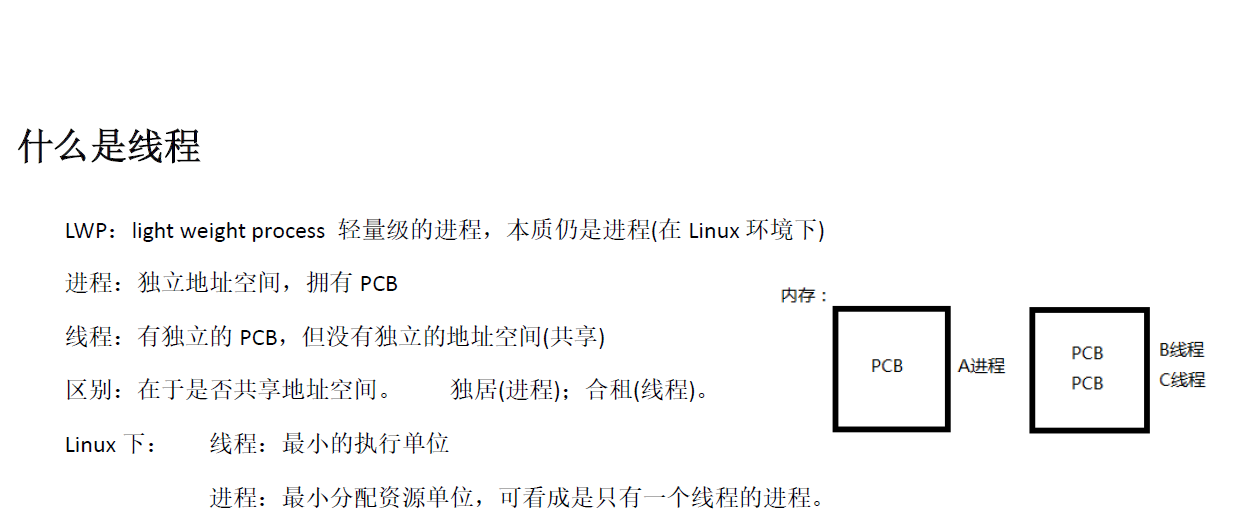 什么是线程
LWP：light weight process 轻量级的进程，本质仍是进程(在 Linux 环境下)
进程：独立地址空间，拥有 PCB
线程：有独立的 PCB，但没有独立的地址空间(共享)
区别：在于是否共享地址空间。 独居(进程)；合租(线程)。
Linux 下： 线程：最小的执行单位
进程：最小分配资源单位，可看成是只有一个线程的进程。
内存：
PCB
A进程
PCB
PCB
B线程
C线程